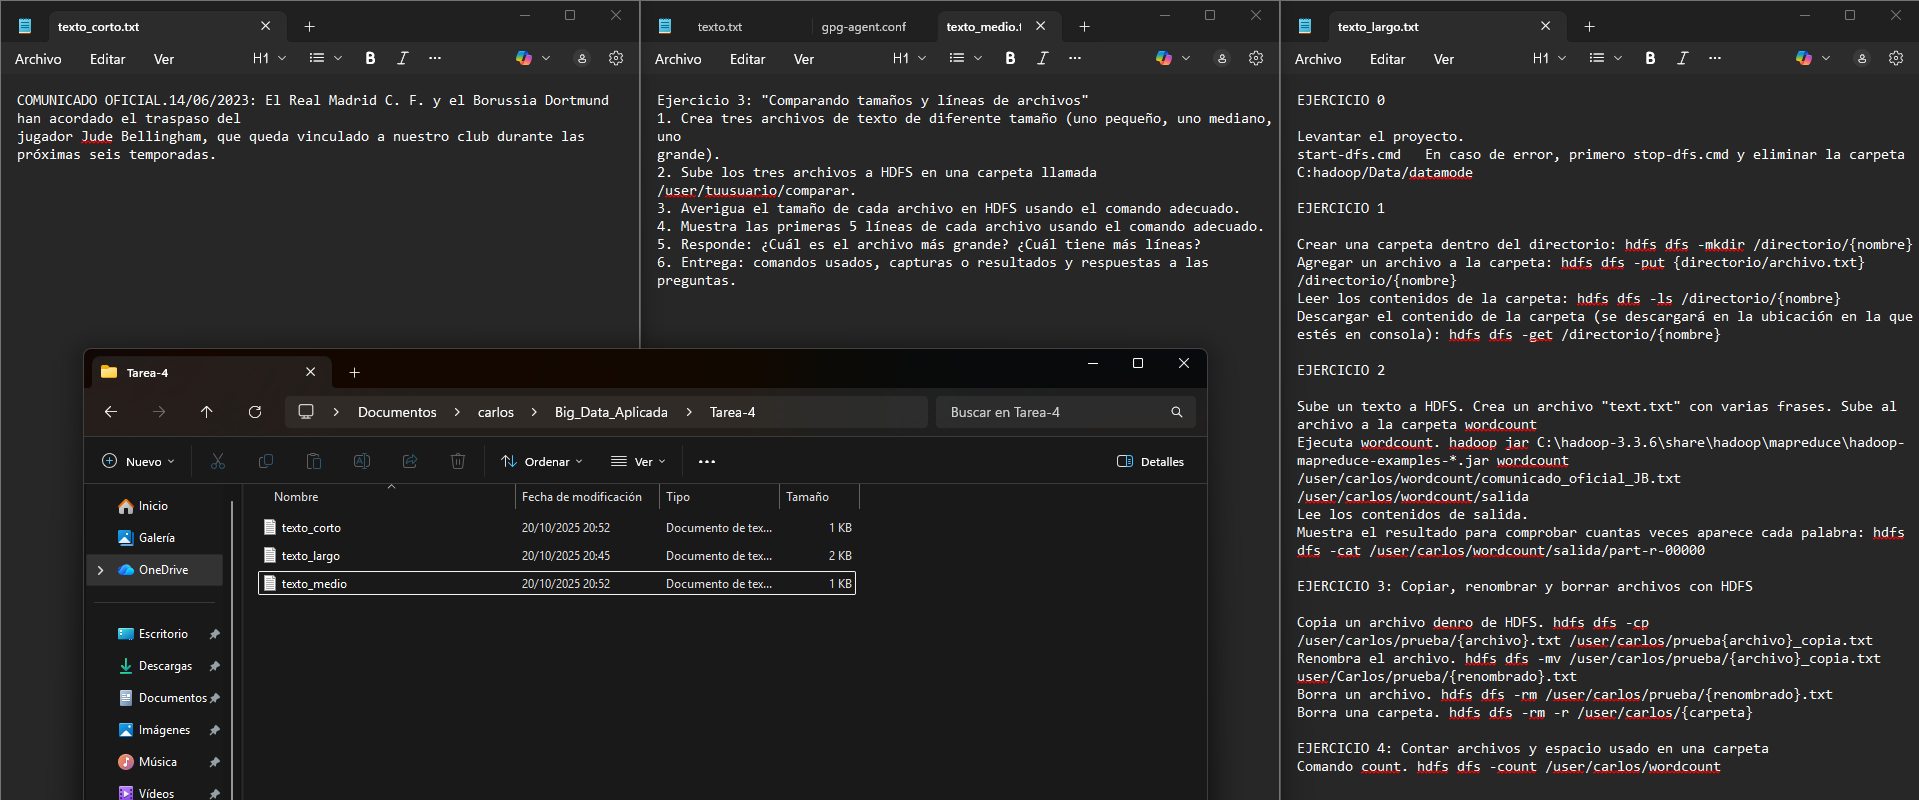 texto_corto.txt
Archivo Editar Ver H1 B I ...
COMUNICADO OFICIAL.14/06/2023: El Real Madrid C. F. y el Borussia Dortmund
han acordado el traspaso del
jugador Jude Bellingham, que queda vinculado a nuestro club durante las
próximas seis temporadas.
texto.txt gpg-agent.conf texto_medio.t
Archivo Editar Ver H1 B I ...
Ejercicio 3: "Comparando tamaños y líneas de archivos"
1. Crea tres archivos de texto de diferente tamaño (uno pequeño, uno mediano,
uno
grande).
2. Sube los tres archivos a HDFS en una carpeta llamada
/user/tuusuario/comparar.
3. Averigua el tamaño de cada archivo en HDFS usando el comando adecuado.
4. Muestra las primeras 5 líneas de cada archivo usando el comando adecuado.
5. Responde: ¿Cuál es el archivo más grande? ¿Cuál tiene más líneas?
6. Entrega: comandos usados, capturas o resultados y respuestas a las
preguntas.
texto_largo.txt
Archivo Editar Ver H1 B I ...
EJERCICIO 0
Levantar el proyecto.
start-dfs.cmd   En caso de error, primero stop-dfs.cmd y eliminar la carpeta
C:hadoop/Data/datamode
EJERCICIO 1
Crear una carpeta dentro del directorio: hdfs dfs -mkdir /directorio/{nombre}
Agregar un archivo a la carpeta: hdfs dfs -put {directorio/archivo.txt}
/directorio/{nombre}
Leer los contenidos de la carpeta: hdfs dfs -ls /directorio/{nombre}
Descargar el contenido de la carpeta (se descargará en la ubicación en la que
estés en consola): hdfs dfs -get /directorio/{nombre}
EJERCICIO 2
Sube un texto a HDFS. Crea un archivo "text.txt" con varias frases. Sube al
archivo a la carpeta wordcount
Ejecuta wordcount. hadoop jar C:\hadoop-3.3.6\share\hadoop\mapreduce\hadoop-
mapreduce-examples-*.jar wordcount
/user/carlos/wordcount/comunicado_oficial_JB.txt
/user/carlos/wordcount/salida
Lee los contenidos de salida.
Muestra el resultado para comprobar cuantas veces aparece cada palabra: hdfs
dfs -cat /user/carlos/wordcount/salida/part-r-00000
EJERCICIO 3: Copiar, renombrar y borrar archivos con HDFS
Copia un archivo denro de HDFS. hdfs dfs -cp
/user/carlos/prueba/{archivo}.txt /user/carlos/prueba{archivo}_copia.txt
Renombra el archivo. hdfs dfs -mv /user/carlos/prueba/{archivo}_copia.txt
user/Carlos/prueba/{renombrado}.txt
Borra un archivo. hdfs dfs -rm /user/carlos/prueba/{renombrado}.txt
Borra una carpeta. hdfs dfs -rm -r /user/carlos/{carpeta}
EJERCICIO 4: Contar archivos y espacio usado en una carpeta
Comando count. hdfs dfs -count /user/carlos/wordcount
Tarea-4
Documentos > carlos > Big_Data_Aplicada > Tarea-4
Buscar en Tarea-4
Nuevo Ordenar Ver ... Detalles
Nombre Fecha de modificación Tipo Tamaño
texto_corto 20/10/2025 20:52 Documento de tex... 1 KB
texto_largo 20/10/2025 20:45 Documento de tex... 2 KB
texto_medio 20/10/2025 20:52 Documento de tex... 1 KB
Inicio
Galería
OneDrive
Escritorio
Descargas
Documentos
Imágenes
Música
Vídeos